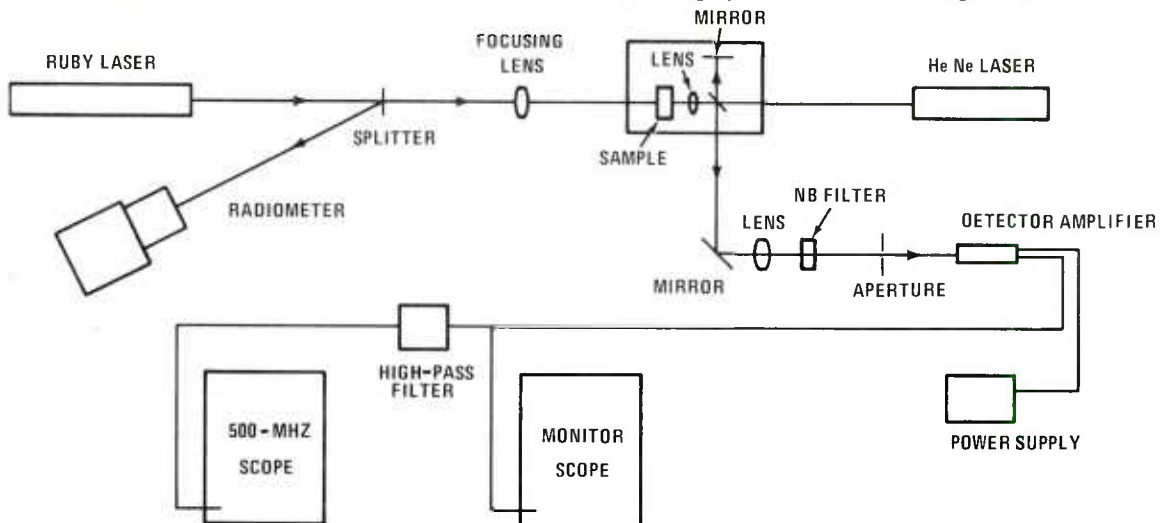 MIRROR
FOCUSING
LENS
LENS
RUBY LASER
He Ne LASER
SPLITTER
SAMPLE
RADIOMETER
NB FILTER
LENS
DETECTOR AMPLIFIER
MIRROR
APERTURE
HIGH-PASS
FILTER
500-MHZ
SCOPE
MONITOR
SCOPE
POWER SUPPLY